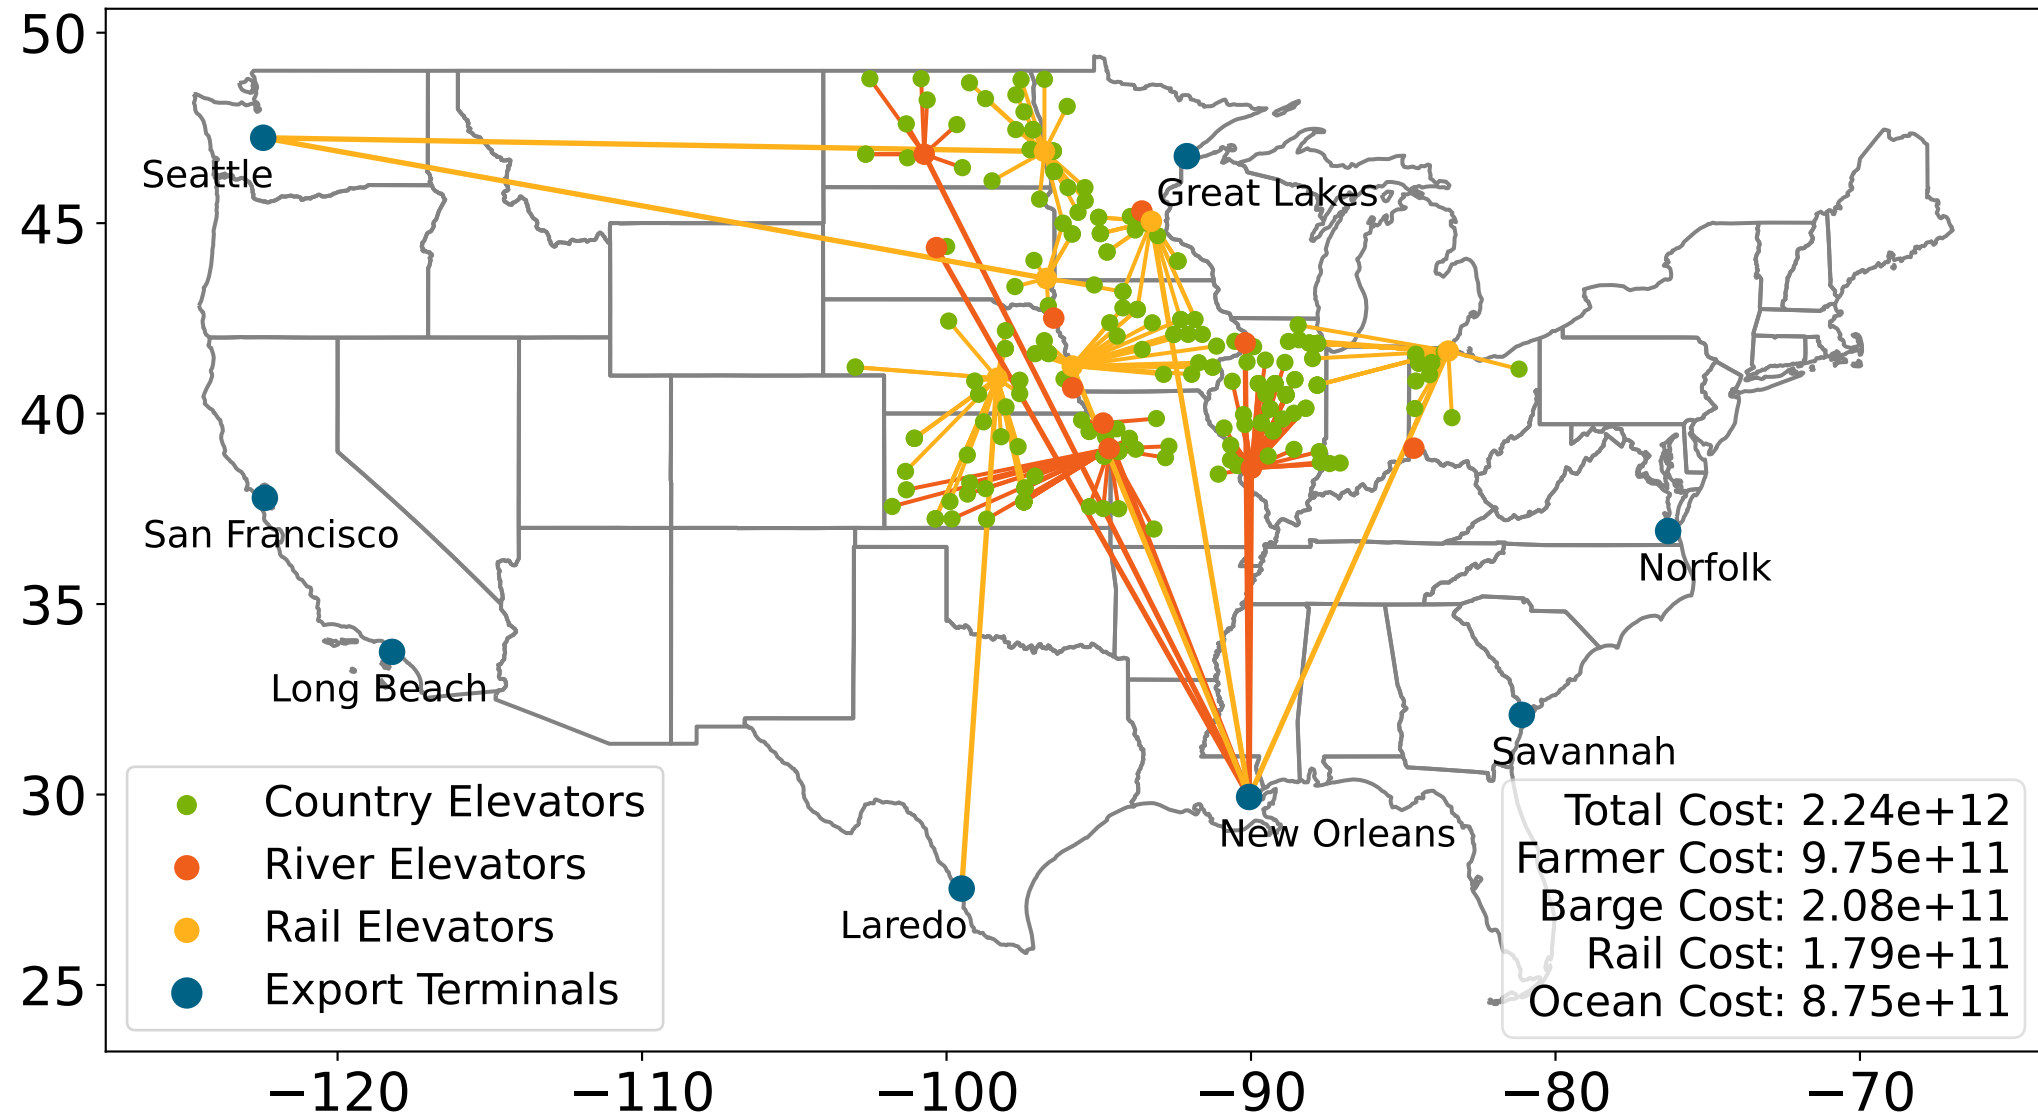 50
45
40
35
30
25
Seattle
Great Lakes
San Francisco
Norfolk
Long Beach
Savannah
New Orleans
Laredo
Country Elevators
River Elevators
Rail Elevators
Export Terminals
Total Cost: 2.24e+12
Farmer Cost: 9.75e+11
Barge Cost: 2.08e+11
Rail Cost: 1.79e+11
Ocean Cost: 8.75e+11
−120
−110
−100
−90
−80
−70